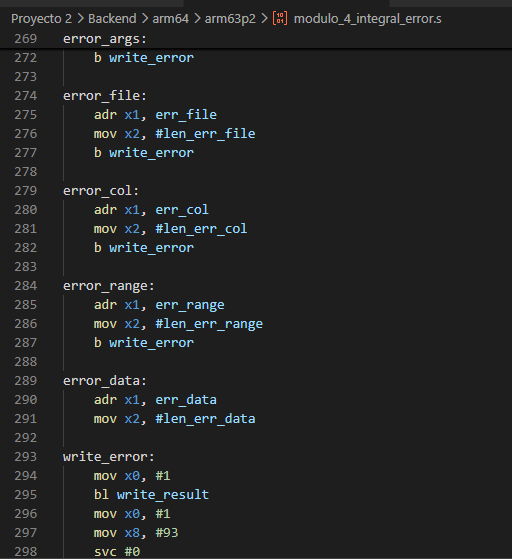 Proyecto 2 > Backend > arm64 > arm63p2 > modulo_4_integral_error.s
269 error_args:
272 b write_error
273
274 error_file:
275 adr x1, err_file
276 mov x2, #len_err_file
277 b write_error
278
279 error_col:
280 adr x1, err_col
281 mov x2, #len_err_col
282 b write_error
283
284 error_range:
285 adr x1, err_range
286 mov x2, #len_err_range
287 b write_error
288
289 error_data:
290 adr x1, err_data
291 mov x2, #len_err_data
292
293 write_error:
294 mov x0, #1
295 bl write_result
296 mov x0, #1
297 mov x8, #93
298 svc #0